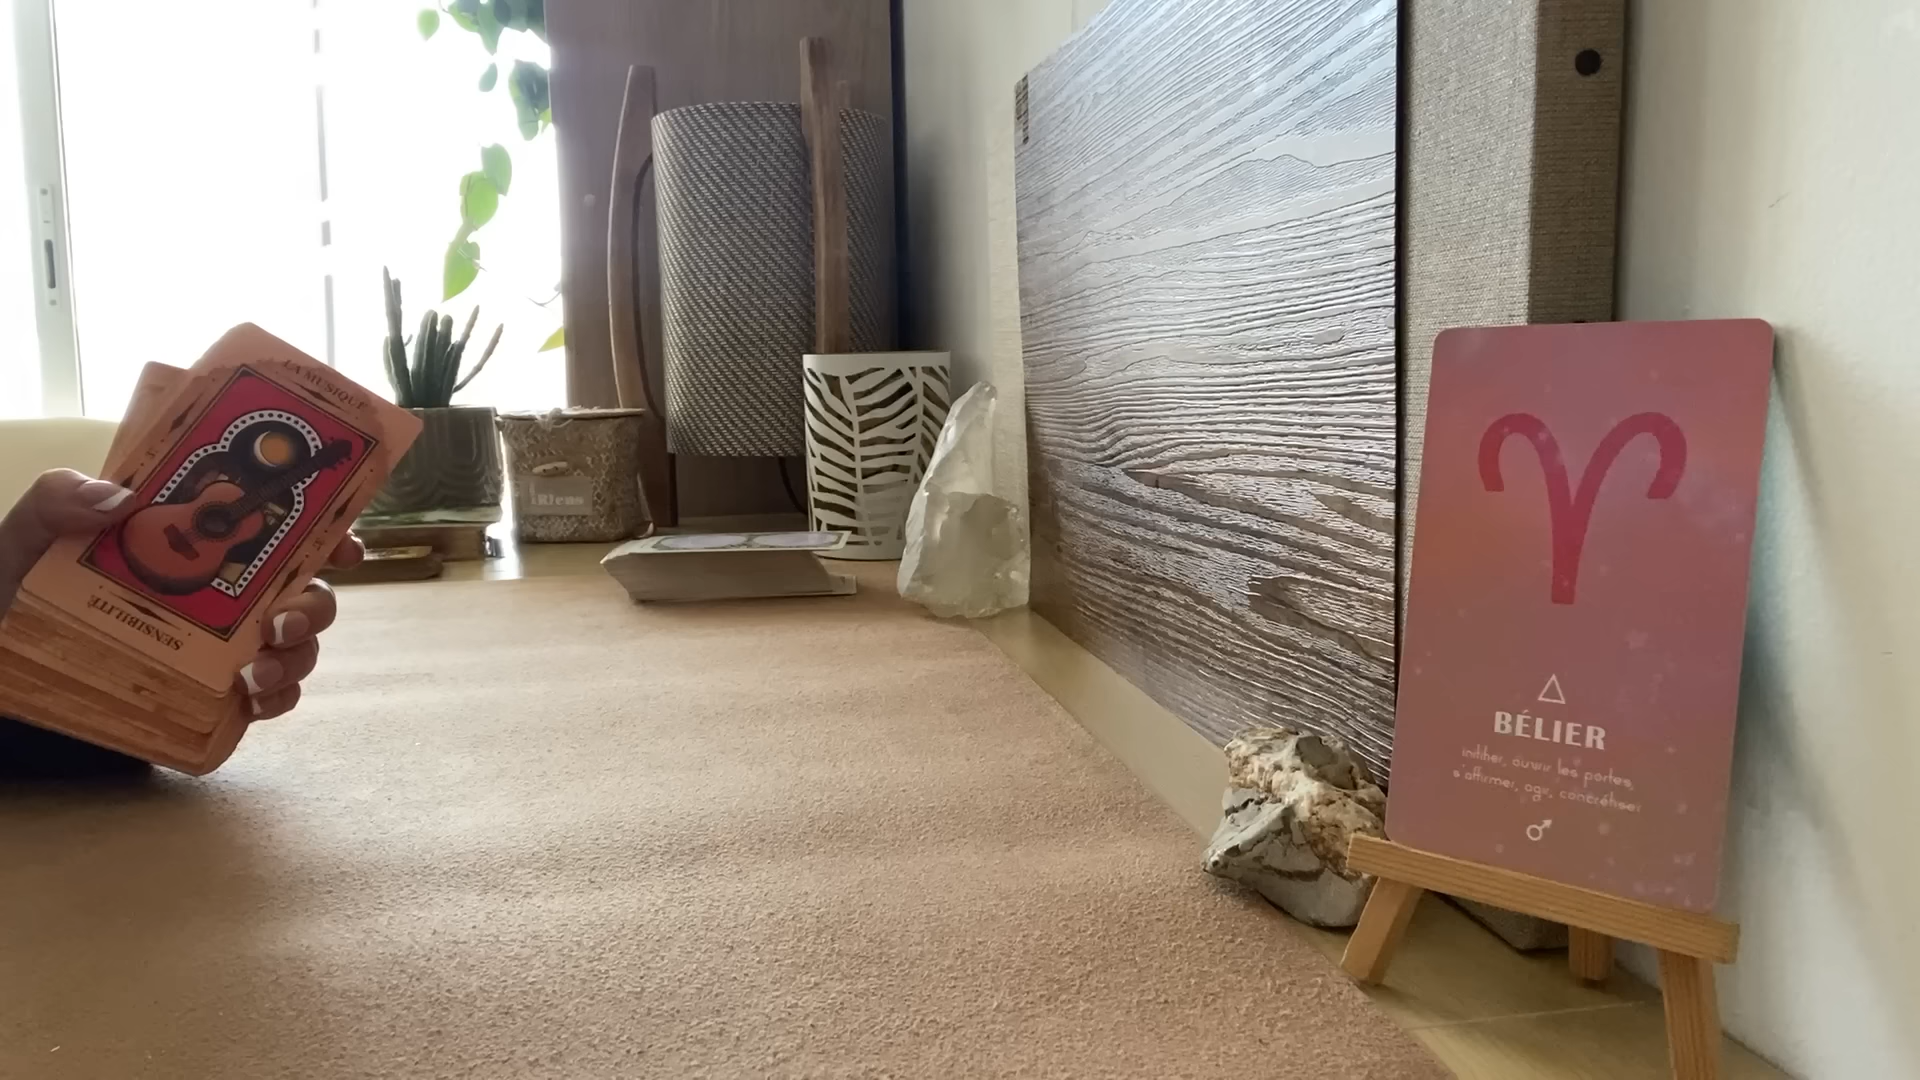 LA MUSIQUE
SENSIBILITÉ
BÉLIER
initier, ouvrir les portes,
s'affirmer, agir, concrétiser